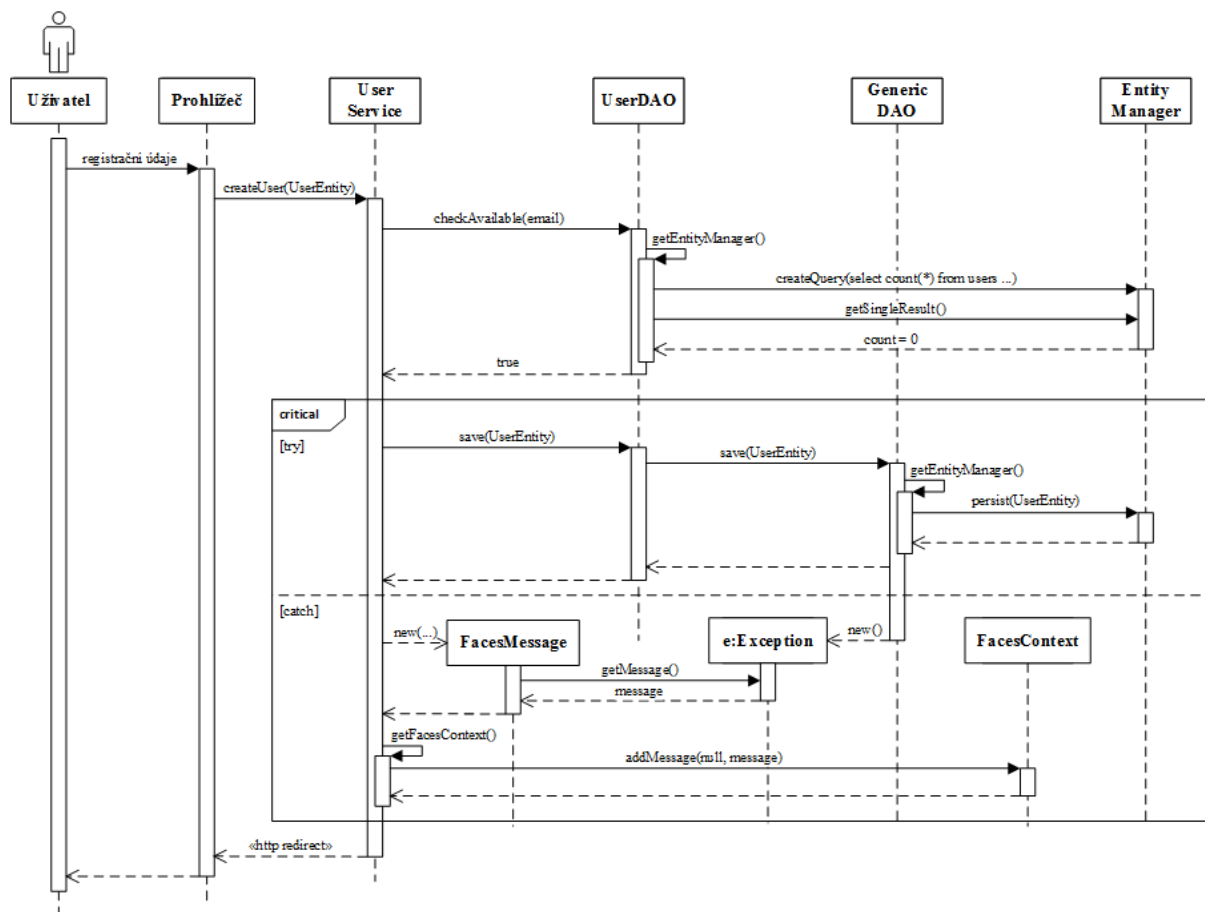 Uživatel
Prohlížeč
User
Service
UserDAO
Generic
DAO
Entity
Manager
registrační údaje
createUser(UserEntity)
checkAvailable(email)
getEntityManager()
createQuery(select count(*) from users ...)
getSingleResult()
count = 0
true
critical
[try]
save(UserEntity)
save(UserEntity)
getEntityManager()
persist(UserEntity)
[catch]
new(...)
FacesMessage
e:Exception
new()
FacesContext
getMessage()
message
getFacesContext()
addMessage(null, message)
«http redirect»